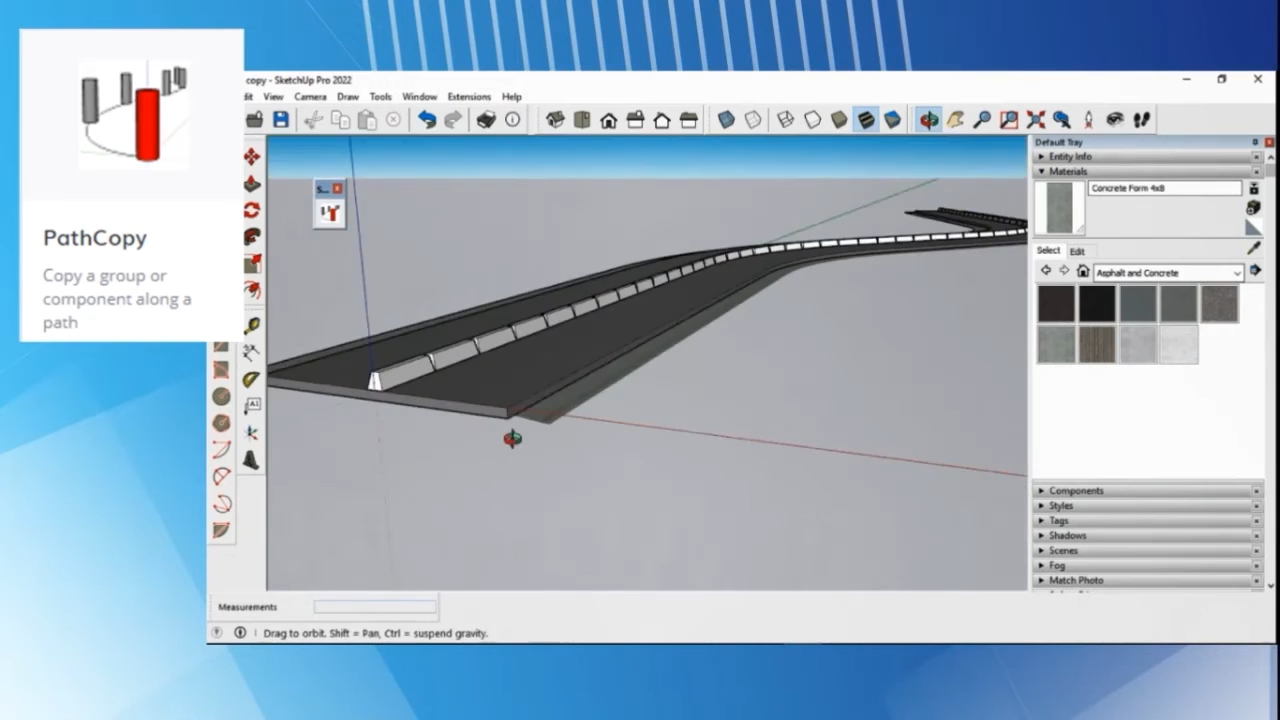 PathCopy
Copy a group or
component along a
path
copy - SketchUp Pro 2022
dit View Camera Draw Tools Window Extensions Help
S...
A1
Default Tray
Entity Info
Materials
Concrete Form 4x8
Select Edit
Asphalt and Concrete
Components
Styles
Tags
Shadows
Scenes
Fog
Match Photo
Measurements
Drag to orbit. Shift = Pan, Ctrl = suspend gravity.